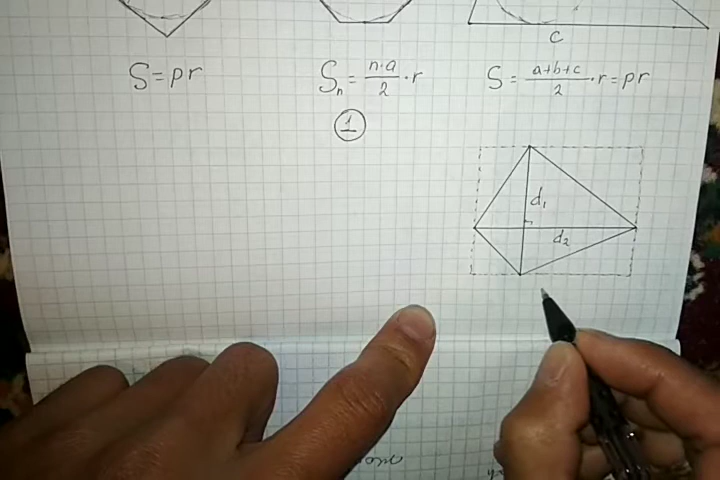 c
S=pr
Sₙ = n·a/2 · r
S = a+b+c/2 · r = pr
1
d₁
d₂